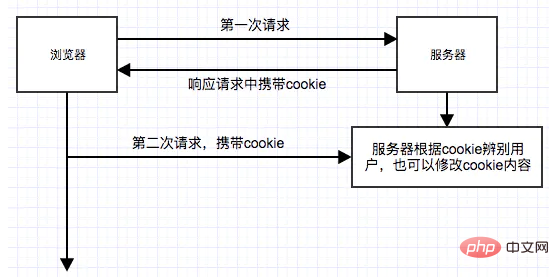 第一次请求
浏览器
服务器
响应请求中携带cookie
第二次请求，携带cookie
服务器根据cookie辨别用
户，也可以修改cookie内容
php 中文网